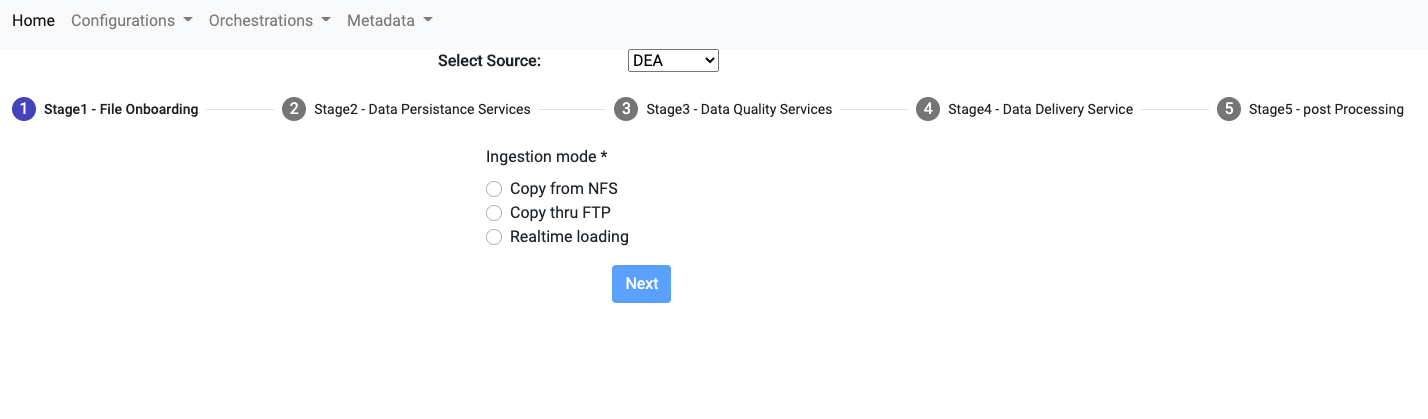 Home Configurations Orchestrations Metadata
Select Source: DEA
1 Stage1 - File Onboarding 2 Stage2 - Data Persistance Services 3 Stage3 - Data Quality Services 4 Stage4 - Data Delivery Service 5 Stage5 - post Processing
Ingestion mode *
Copy from NFS
Copy thru FTP
Realtime loading
Next